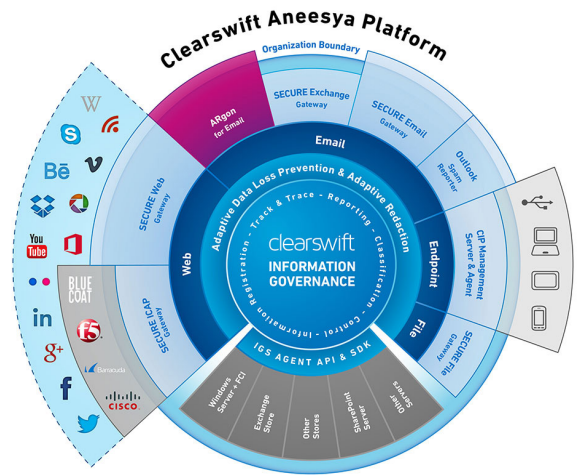 Clearswift Aneesya Platform
Organization Boundary
ARgon
for Email
SECURE Exchange
Gateway
SECURE Email
Gateway
Outlook
Spam
Reporter
SECURE Web
Gateway
SECURE ICAP
Gateway
CIP Management
Server & Agent
SECURE File
Gateway
Email
Web
Endpoint
File
Adaptive Data Loss Prevention & Adaptive Redaction
Information Registration - Track & Trace - Reporting - Classification - Control -
clearswift
INFORMATION
GOVERNANCE
IGS AGENT API & SDK
Windows
Server + FCI
Exchange
Store
Other
Stores
SharePoint
Server
Other
Servers
W
S
Bē
v
You
Tube
in
g+
f
BLUE
COAT
f5
Barracuda
CISCO